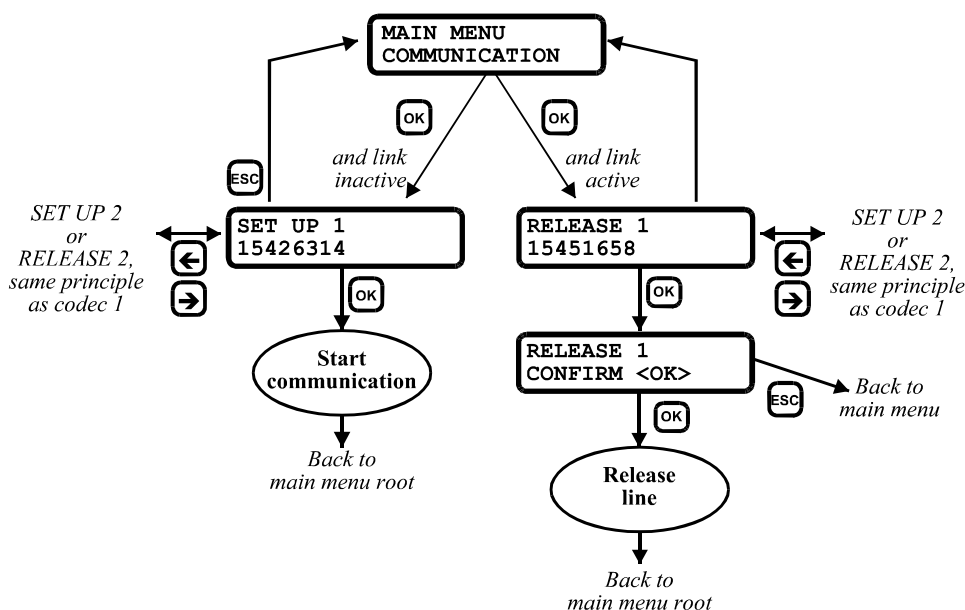 MAIN MENU
COMMUNICATION
OK
OK
and link
inactive
and link
active
ESC
SET UP 2
or
RELEASE 2,
same principle
as codec 1
SET UP 1
15426314
RELEASE 1
15451658
SET UP 2
or
RELEASE 2,
same principle
as codec 1
OK
OK
Start
communication
RELEASE 1
CONFIRM <OK>
ESC
Back to
main menu
OK
Back to
main menu root
Release
line
Back to
main menu root